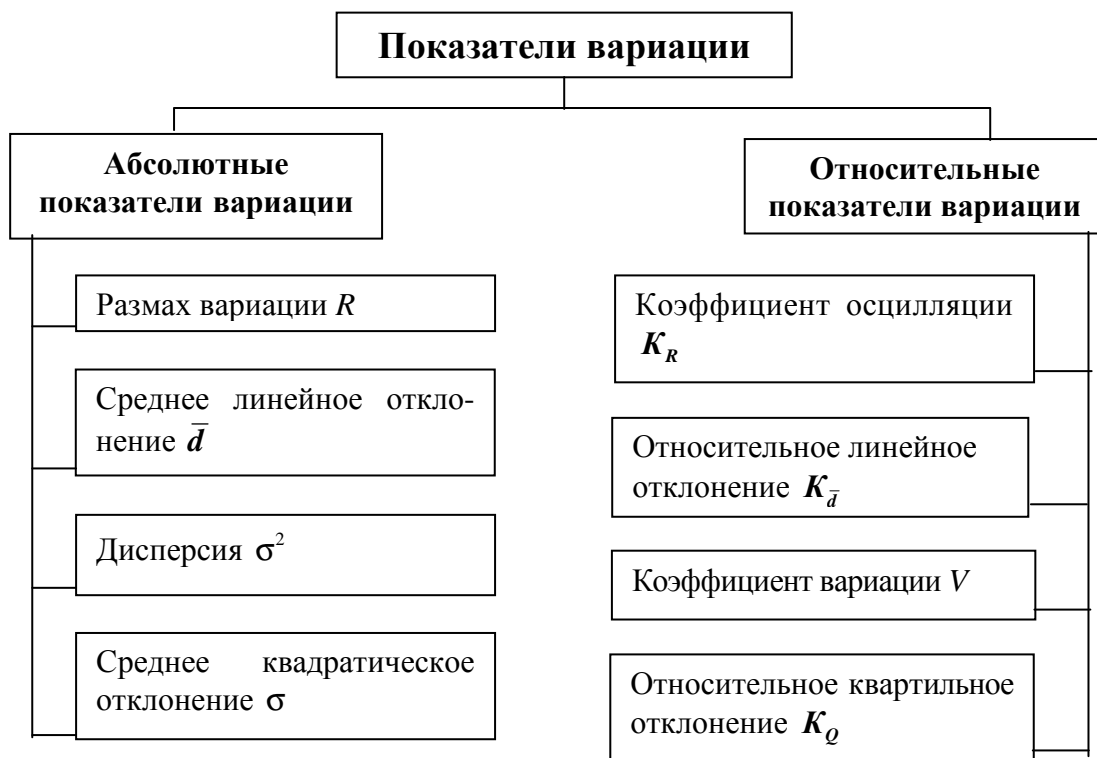 Показатели вариации
Абсолютные
показатели вариации
Относительные
показатели вариации
Размах вариации R
Среднее линейное откло-
нение d̄
Дисперсия σ²
Среднее квадратическое
отклонение σ
Коэффициент осцилляции
K_R
Относительное линейное
отклонение K_d̄
Коэффициент вариации V
Относительное квартильное
отклонение K_Q